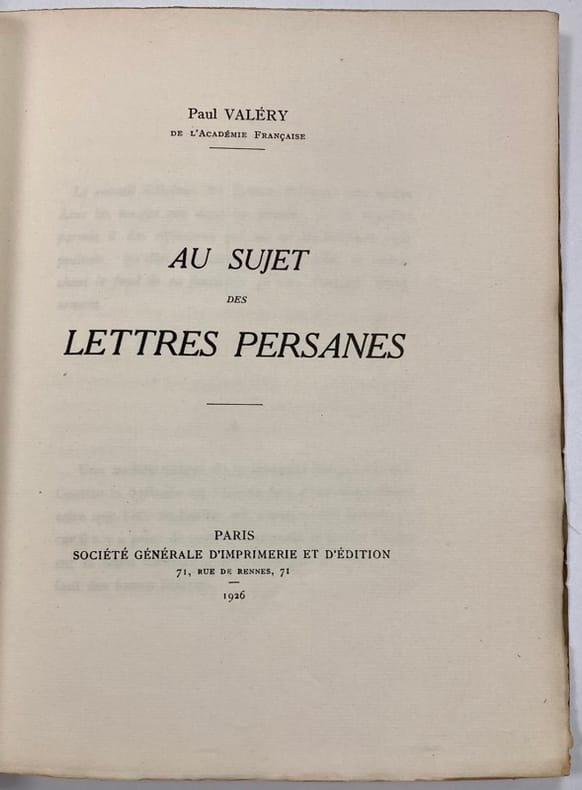 Paul VALÉRY
DE L'ACADÉMIE FRANÇAISE
AU SUJET
DES
LETTRES PERSANES
PARIS
SOCIÉTÉ GÉNÉRALE D'IMPRIMERIE ET D'ÉDITION
71, RUE DE RENNES, 71
1926